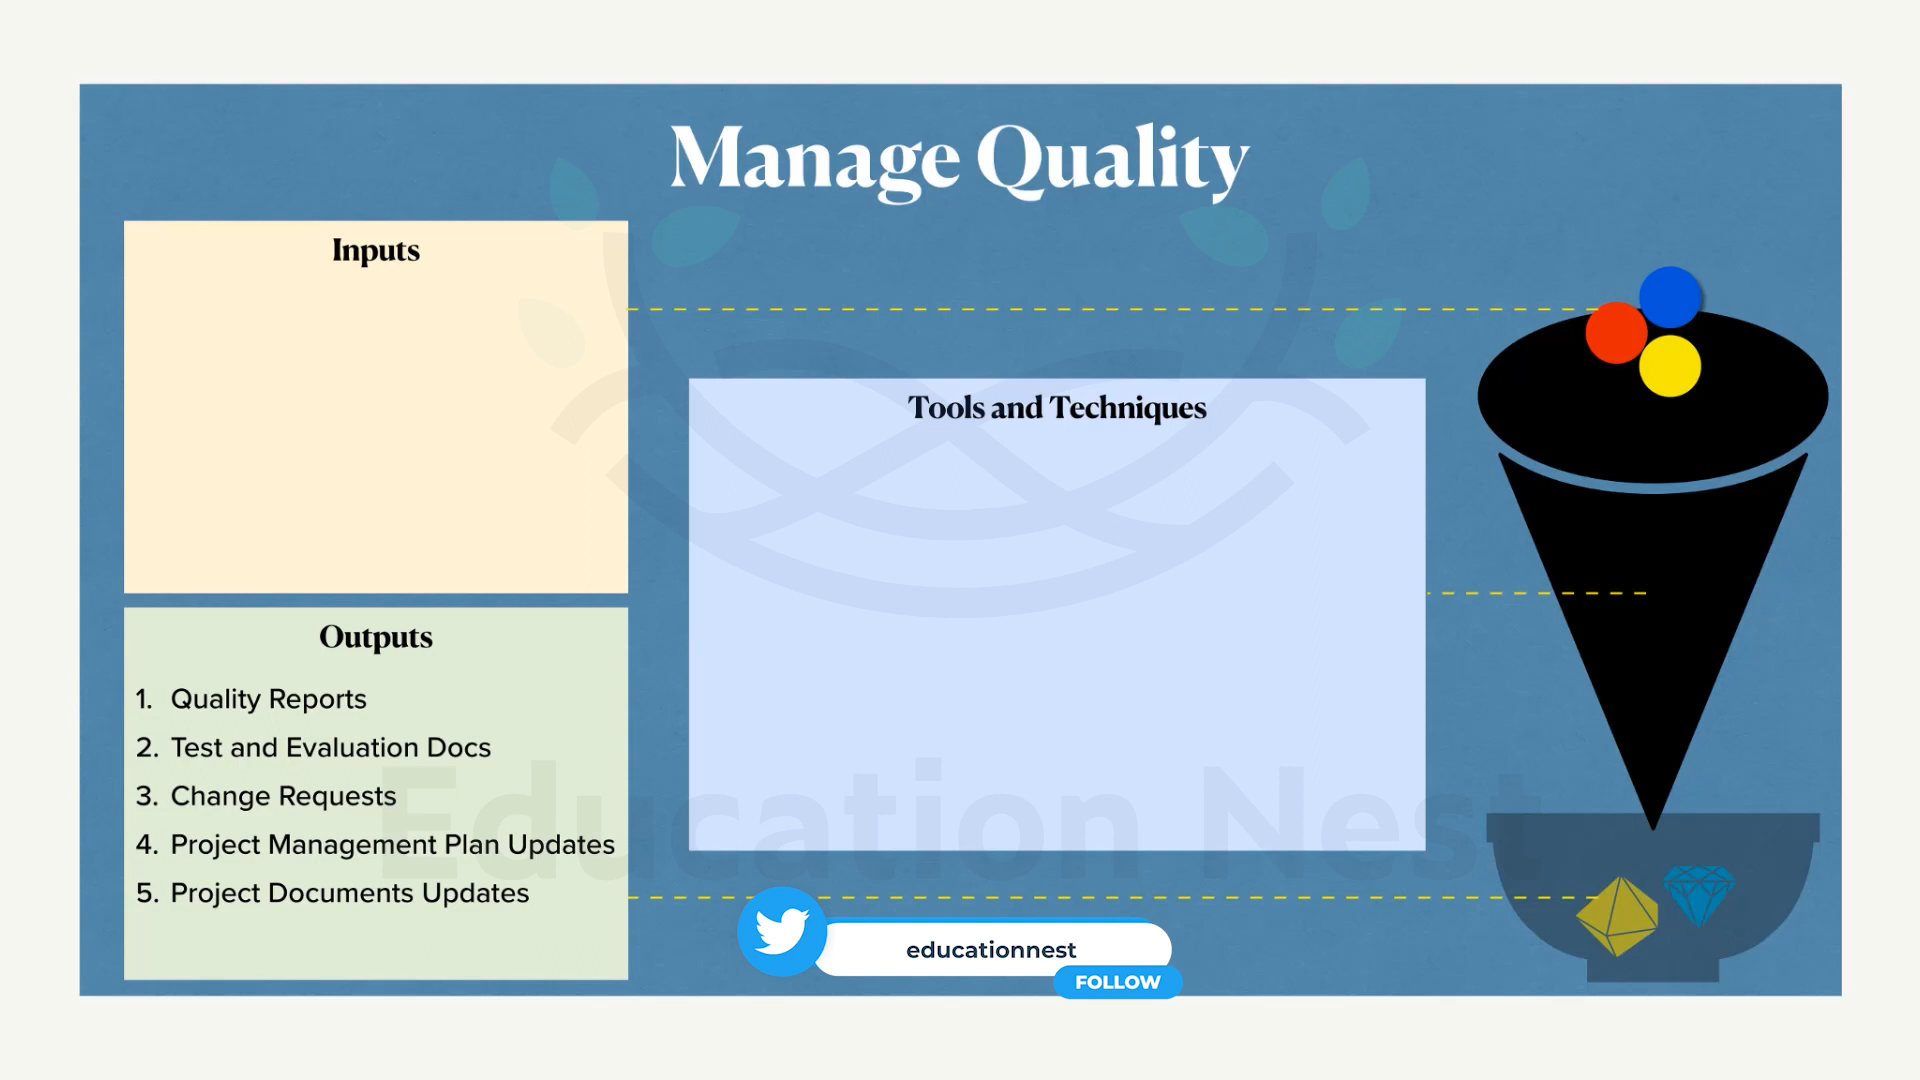 Manage Quality
Inputs
Tools and Techniques
Outputs
1. Quality Reports
2. Test and Evaluation Docs
3. Change Requests
4. Project Management Plan Updates
5. Project Documents Updates
Education Nest
educationnest
FOLLOW